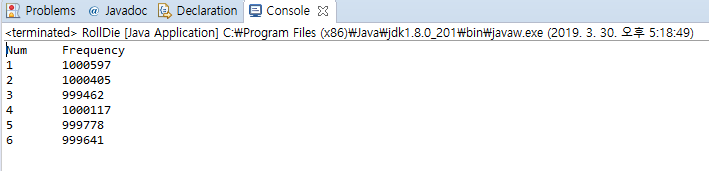 Problems @ Javadoc Declaration Console
<terminated> RollDie [Java Application] C:₩Program Files (x86)₩Java₩jdk1.8.0_201₩bin₩javaw.exe (2019. 3. 30. 오후 5:18:49)
Num Frequency
1 1000597
2 1000405
3 999462
4 1000117
5 999778
6 999641